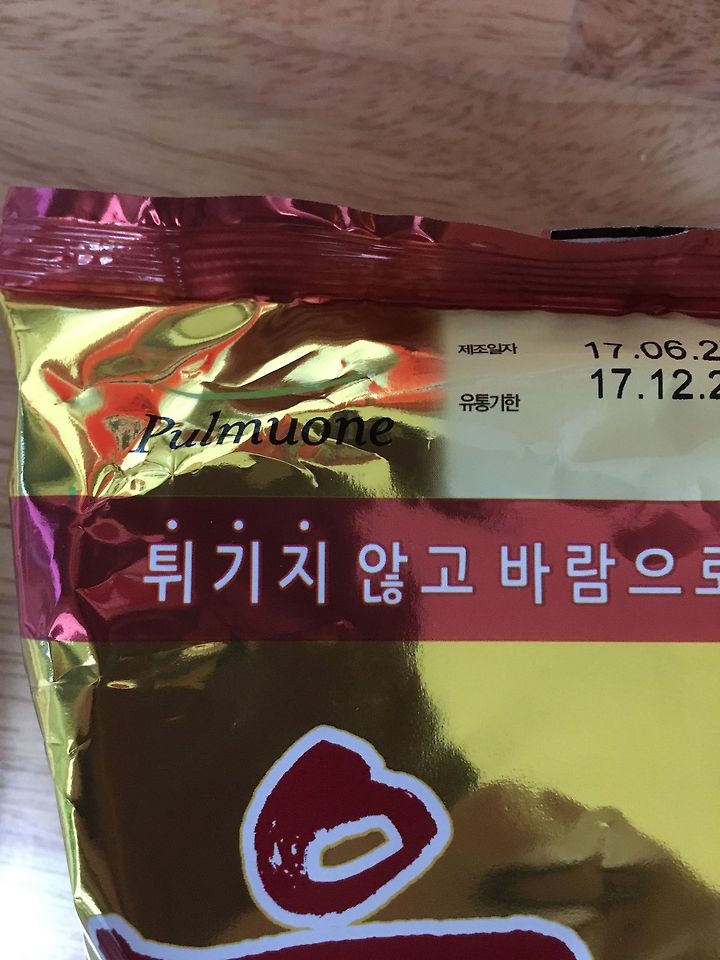 제조일자 17.06.2
유통기한 17.12.2
Pulmuone
튀기지 않고 바람으로